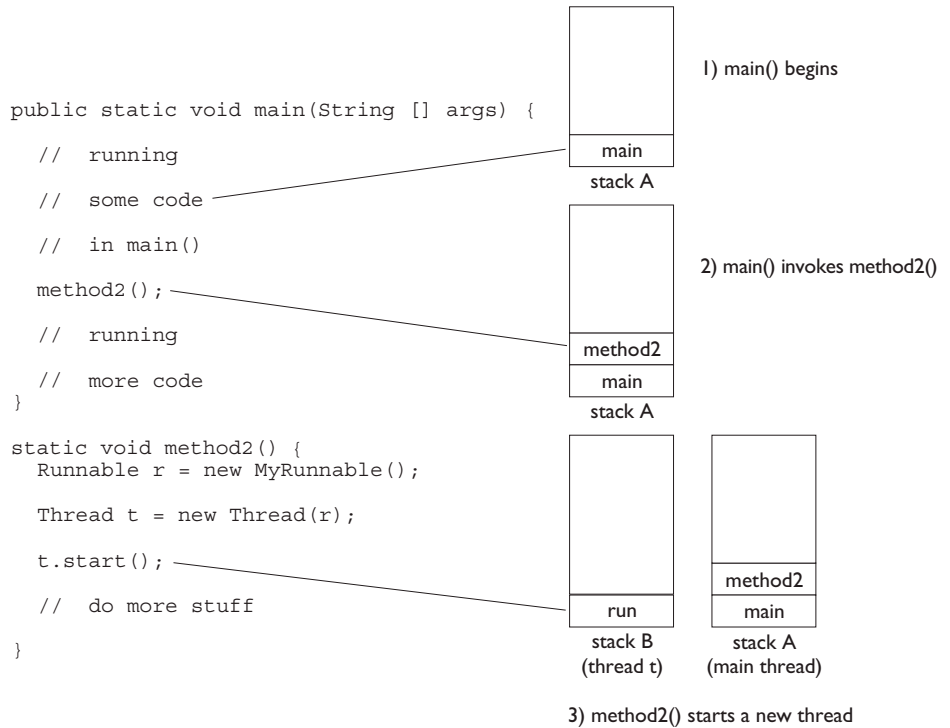 public static void main(String [] args) {
// running
// some code
// in main()
method2();
// running
// more code
}
static void method2() {
Runnable r = new MyRunnable();
Thread t = new Thread(r);
t.start();
// do more stuff
}
1) main() begins
main
stack A
2) main() invokes method2()
method2
main
stack A
run
stack B
(thread t)
method2
main
stack A
(main thread)
3) method2() starts a new thread